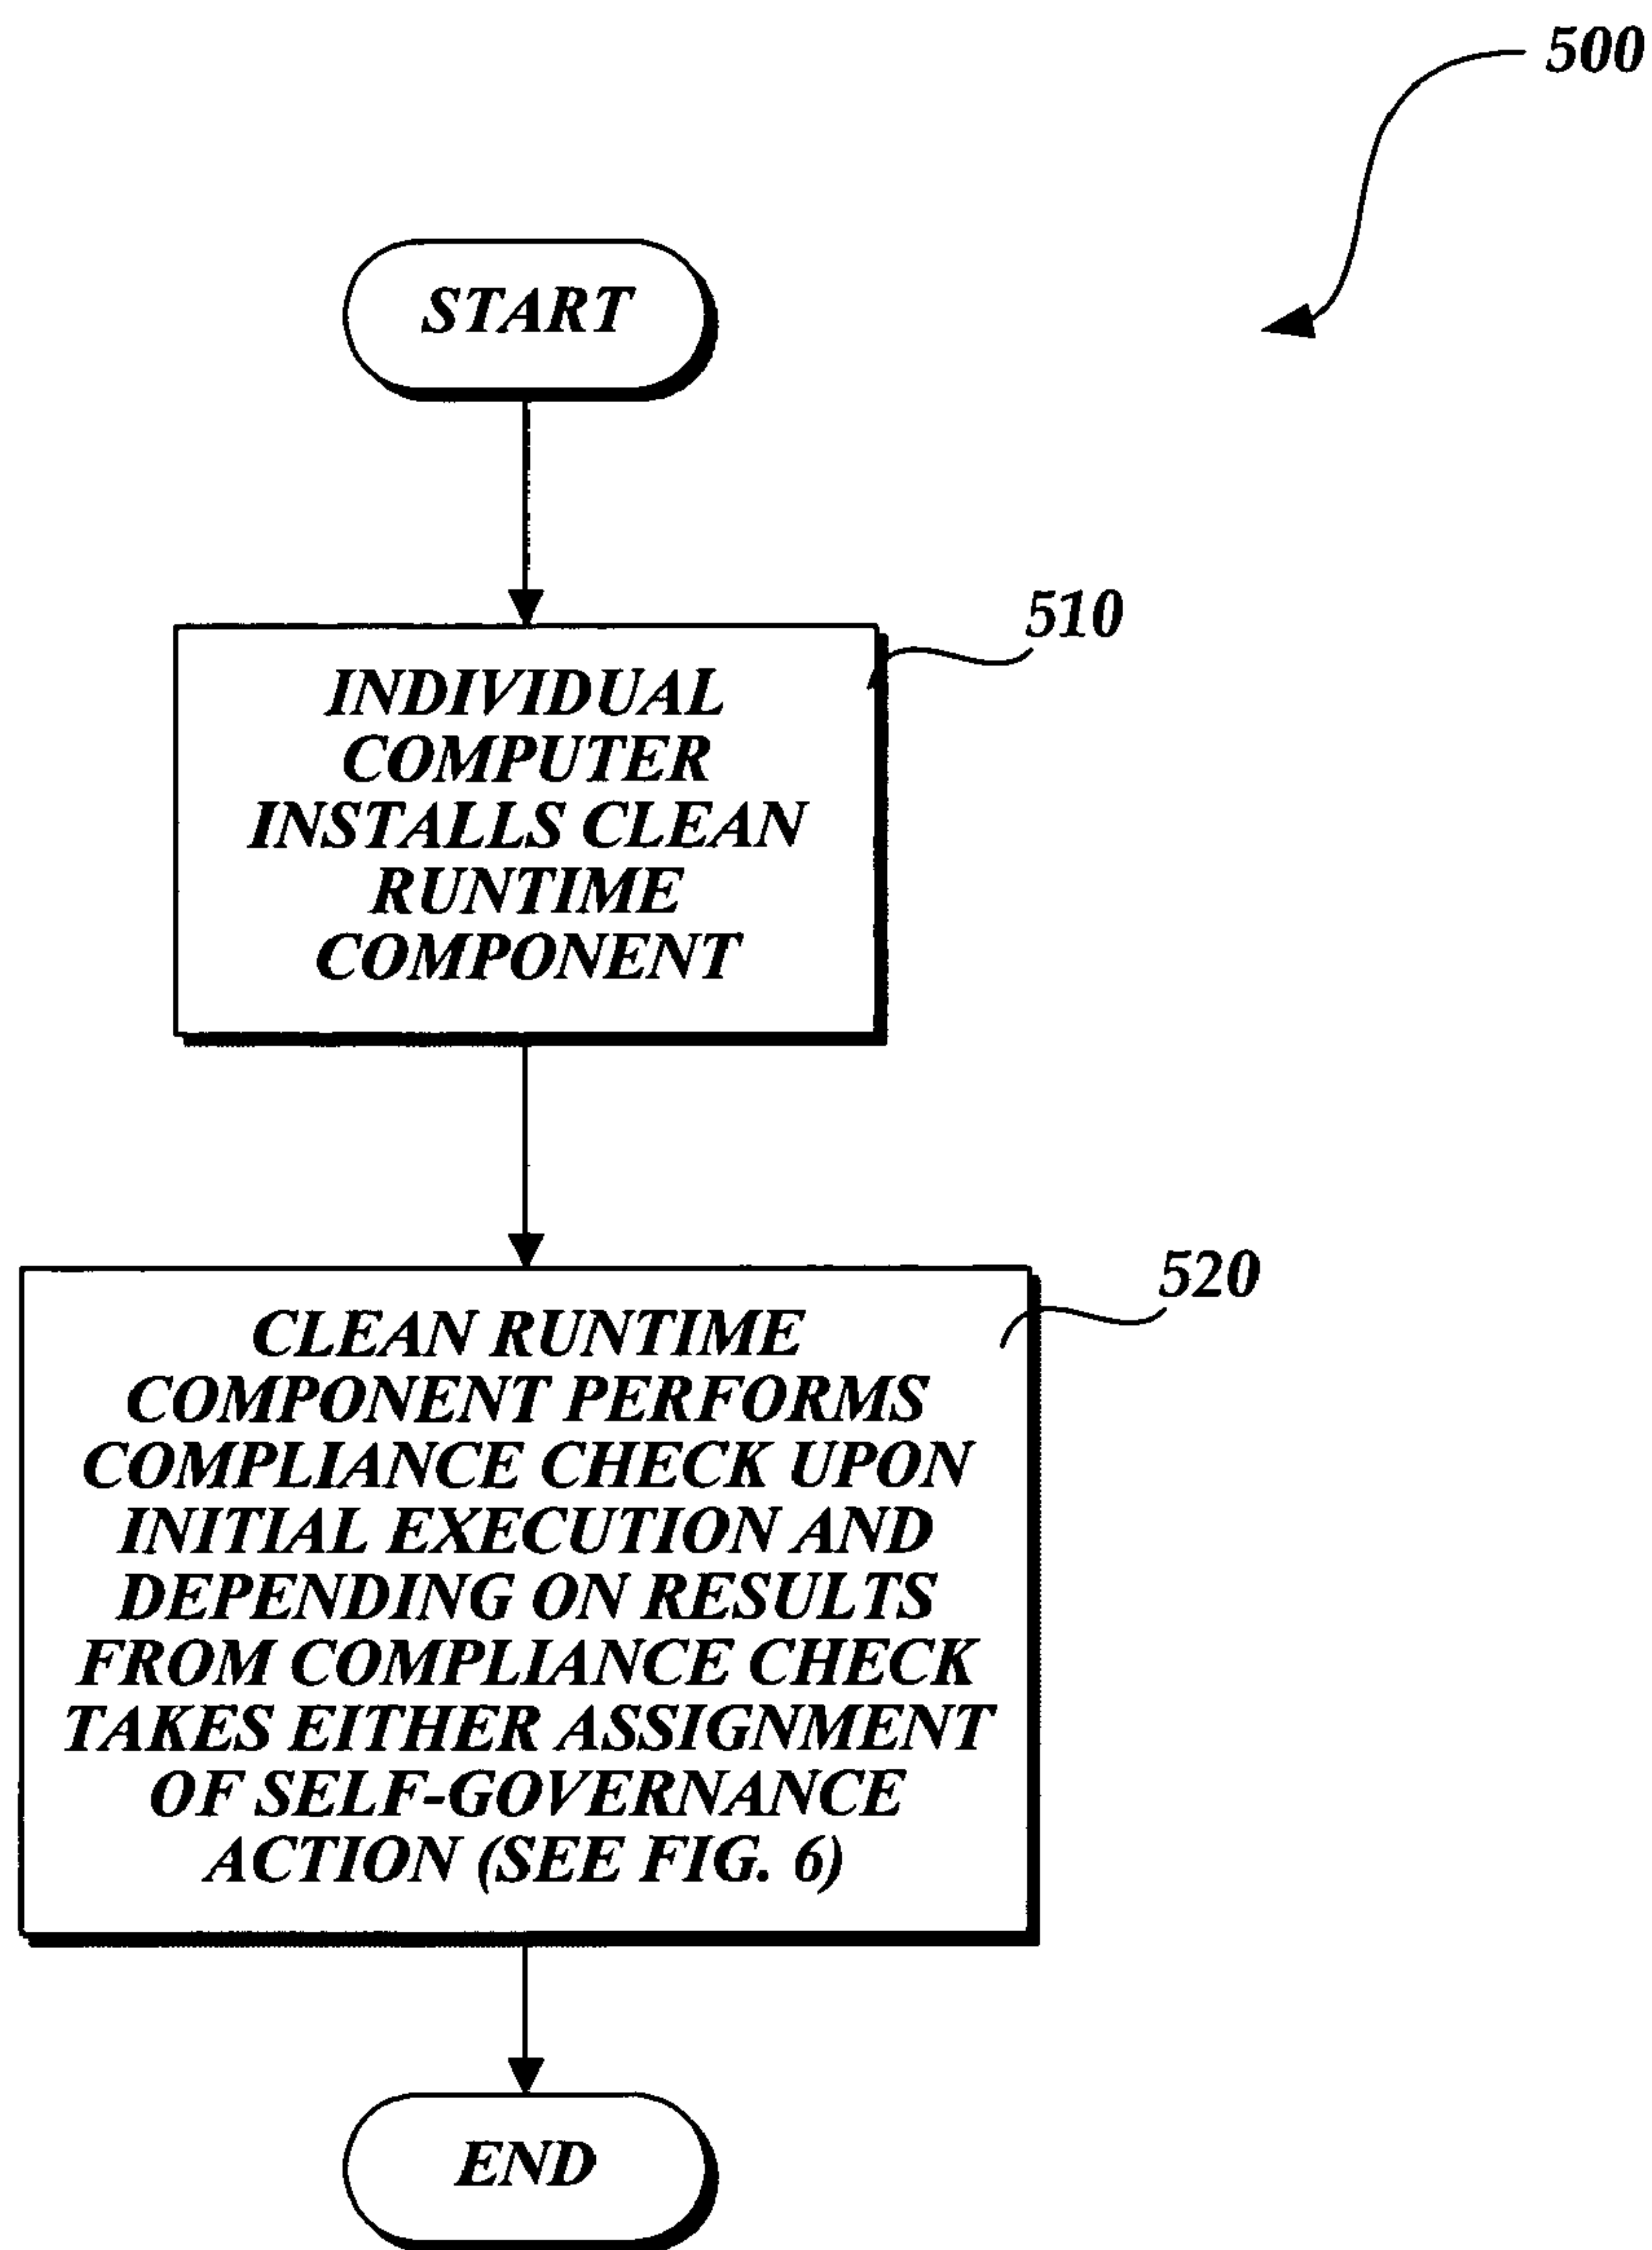 500
START
510
INDIVIDUAL
COMPUTER
INSTALLS CLEAN
RUNTIME
COMPONENT
520
CLEAN RUNTIME
COMPONENT PERFORMS
COMPLIANCE CHECK UPON
INITIAL EXECUTION AND
DEPENDING ON RESULTS
FROM COMPLIANCE CHECK
TAKES EITHER ASSIGNMENT
OF SELF-GOVERNANCE
ACTION (SEE FIG. 6)
END